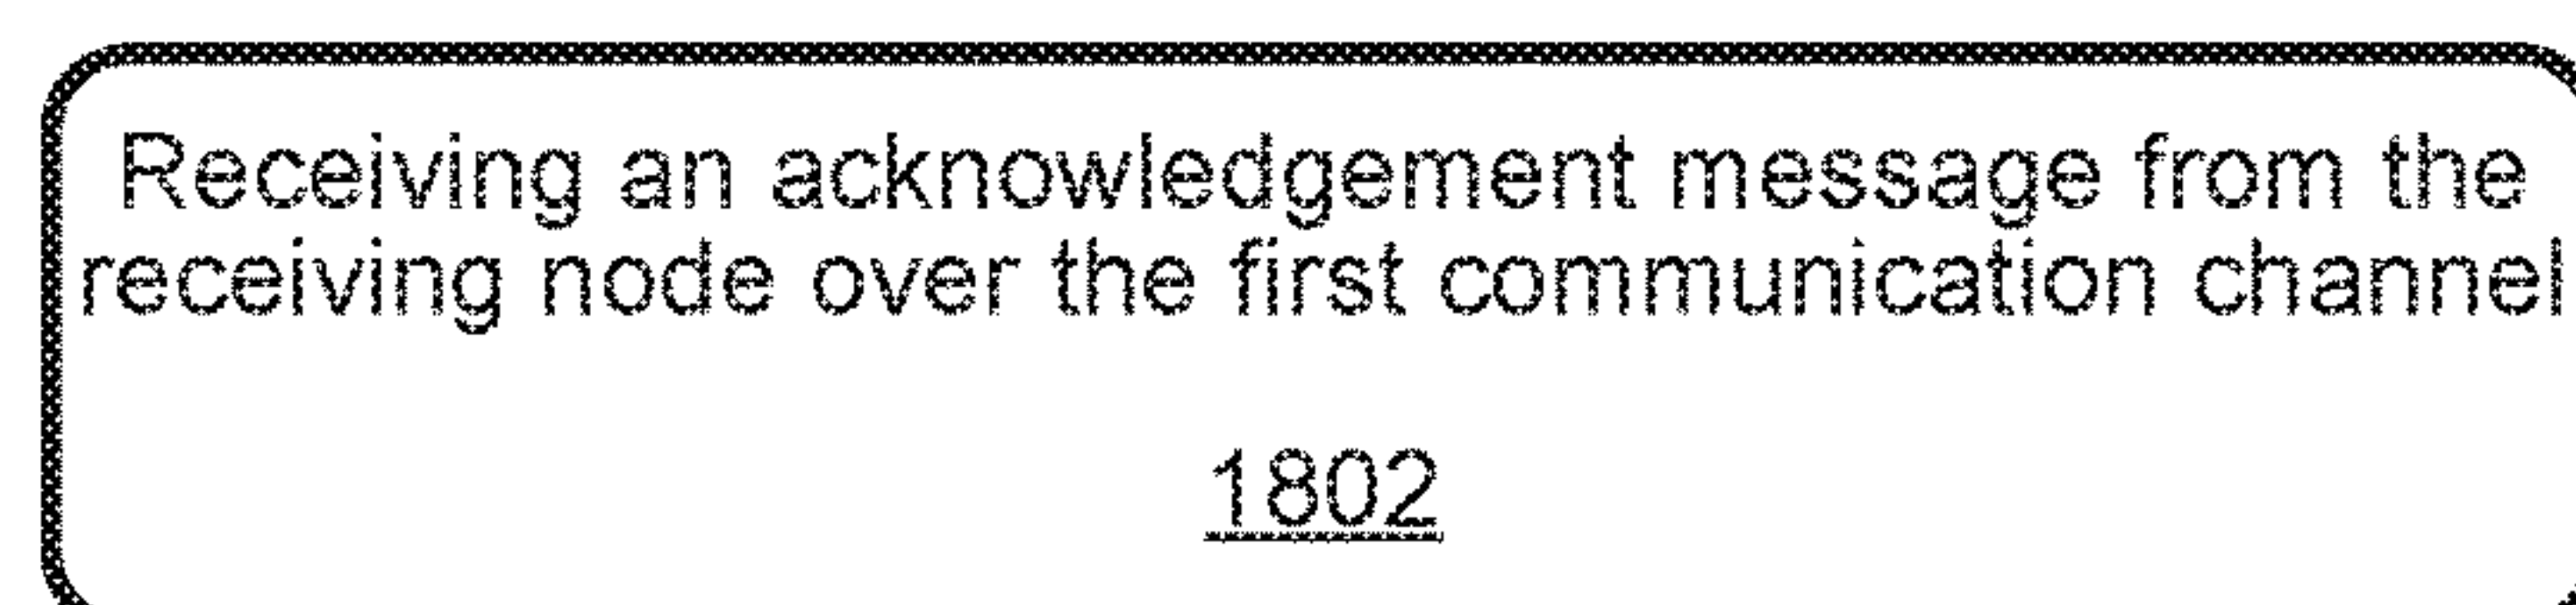 Receiving an acknowledgement message from the
receiving node over the first communication channel
1802